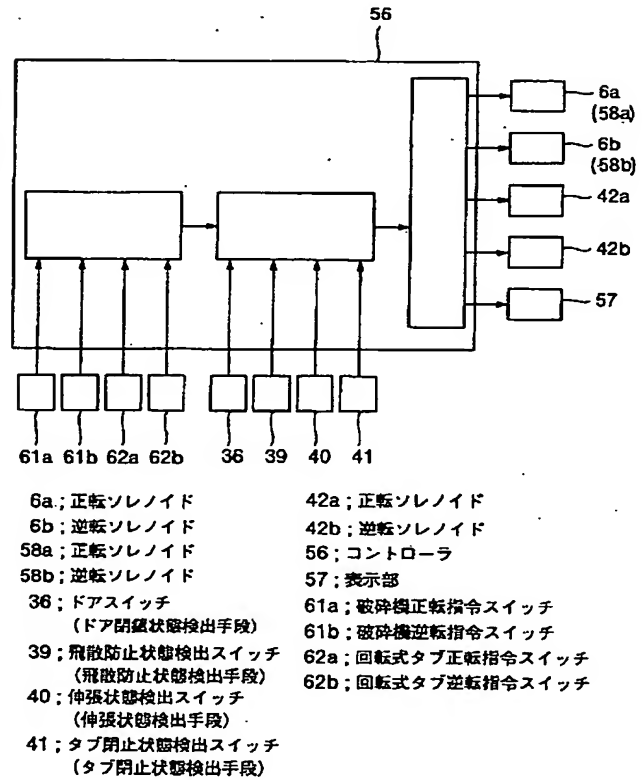 56
6a
(58a)
6b
(58b)
42a
42b
57
61a 61b 62a 62b 36 39 40 41
6a ; 正転ソレノイド
6b ; 逆転ソレノイド
58a ; 正転ソレノイド
58b ; 逆転ソレノイド
36 ; ドアスイッチ
(ドア閉鎖状態検出手段)
39 ; 飛散防止状態検出スイッチ
(飛散防止状態検出手段)
40 ; 伸張状態検出スイッチ
(伸張状態検出手段)
41 ; タブ閉止状態検出スイッチ
(タブ閉止状態検出手段)
42a ; 正転ソレノイド
42b ; 逆転ソレノイド
56 ; コントローラ
57 ; 表示部
61a ; 破砕機正転指令スイッチ
61b ; 破砕機逆転指令スイッチ
62a ; 回転式タブ正転指令スイッチ
62b ; 回転式タブ逆転指令スイッチ